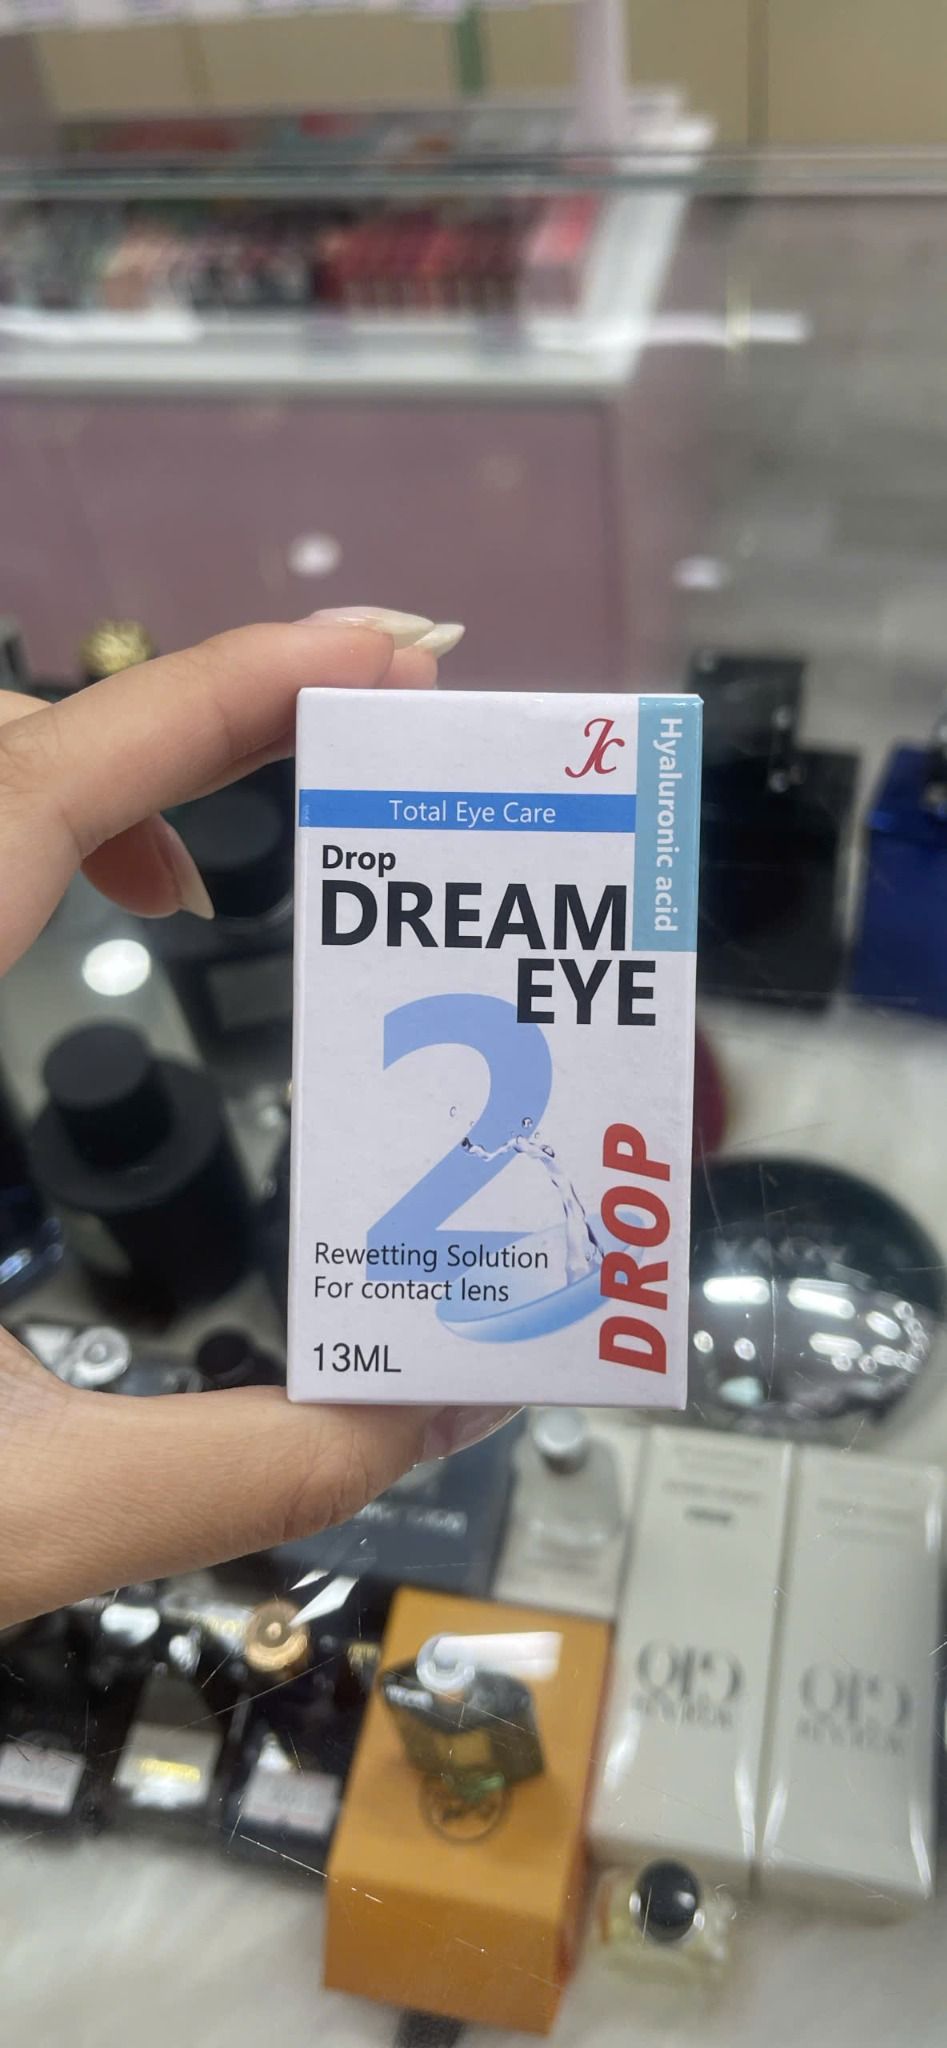 Jc
Hyaluronic acid
Total Eye Care
Drop
DREAM
EYE
2
DROP
Rewetting Solution
For contact lens
13ML